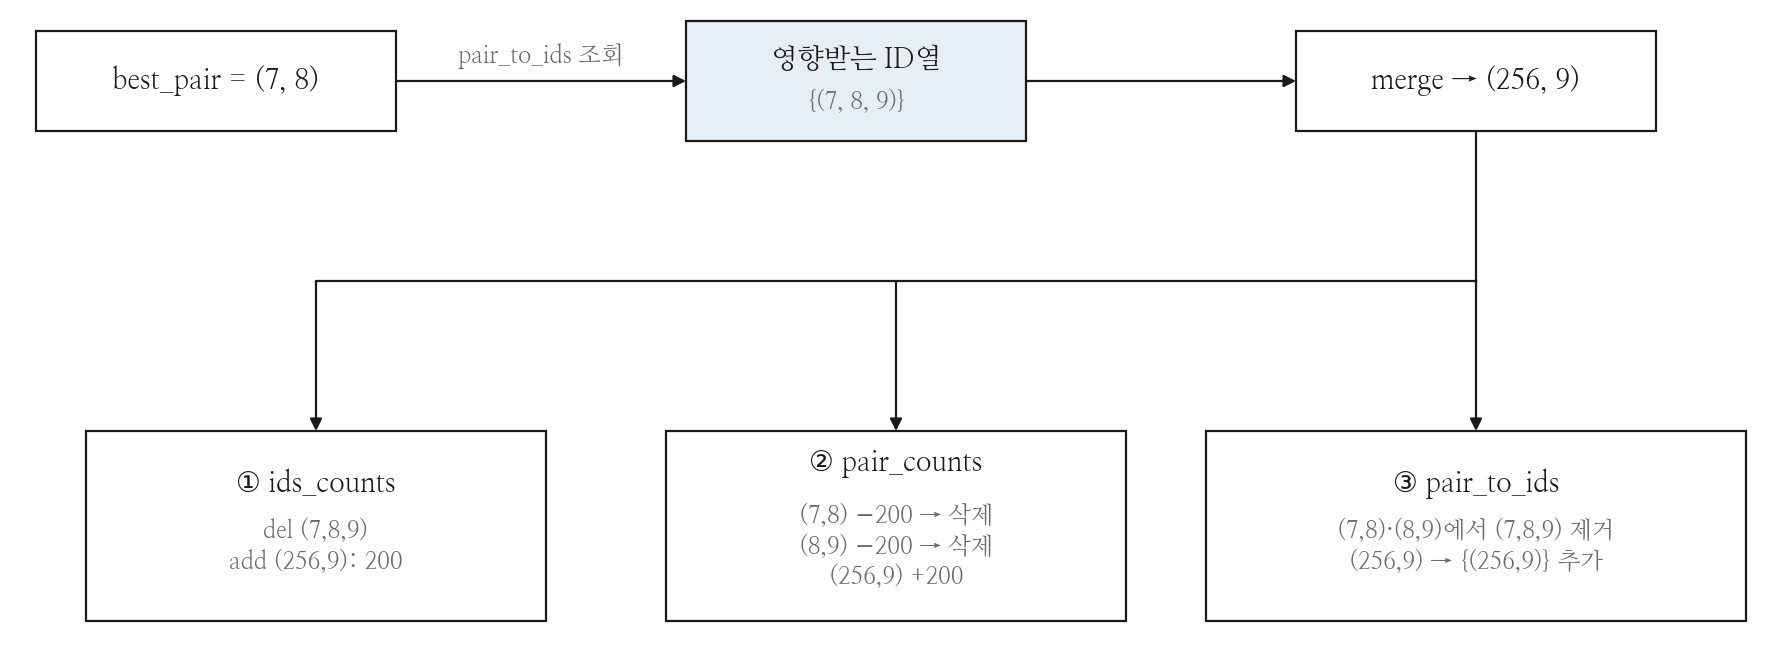 best_pair = (7, 8)
pair_to_ids 조회
영향받는 ID열
{(7, 8, 9)}
merge → (256, 9)
① ids_counts
del (7,8,9)
add (256,9): 200
② pair_counts
(7,8) −200 → 삭제
(8,9) −200 → 삭제
(256,9) +200
③ pair_to_ids
(7,8)·(8,9)에서 (7,8,9) 제거
(256,9) → {(256,9)} 추가